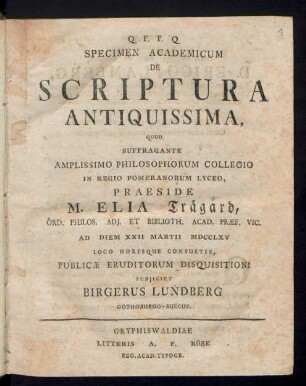 Q. F. F. Q.
SPECIMEN ACADEMICUM
DE
SCRIPTURA
ANTIQUISSIMA,
QUOD
SUFFRAGANTE
AMPLISSIMO PHILOSOPHORUM COLLEGIO
IN REGIO POMERANORUM LYCEO,
PRAESIDE
M. ELIA Trägård,
ORD. PHILOS. ADJ. ET BIBLIOTH. ACAD. PRÆF. VIC.
AD DIEM XXII MARTII MDCCLXV
LOCO HORISQUE CONSUETIS,
PUBLICÆ ERUDITORUM DISQUISITIONI
SUBJICIET
BIRGERUS LUNDBERG
GOTHOBURGO-SUECUS.
GRYPHISWALDIAE
LITTERIS A. F. RÖSE
REG. ACAD. TYPOGR.